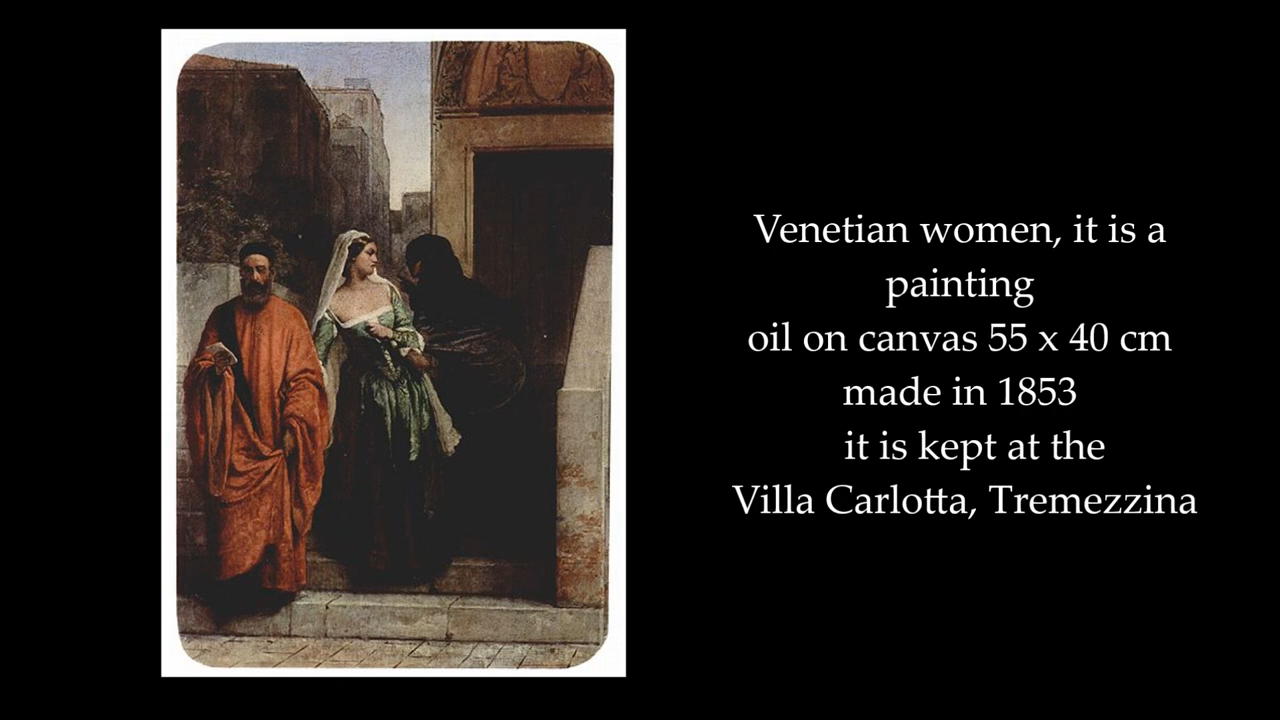 Venetian women, it is a
painting
oil on canvas 55 x 40 cm
made in 1853
it is kept at the
Villa Carlotta, Tremezzina